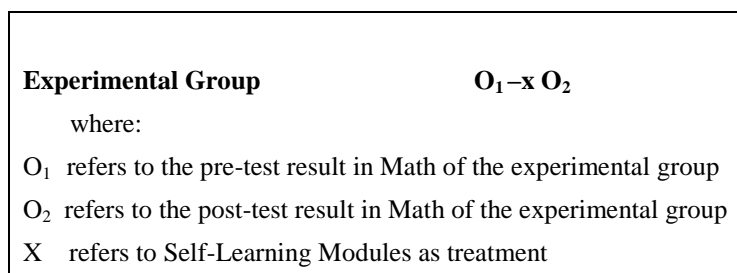 Experimental Group O₁ –x O₂
where:
O₁ refers to the pre-test result in Math of the experimental group
O₂ refers to the post-test result in Math of the experimental group
X refers to Self-Learning Modules as treatment